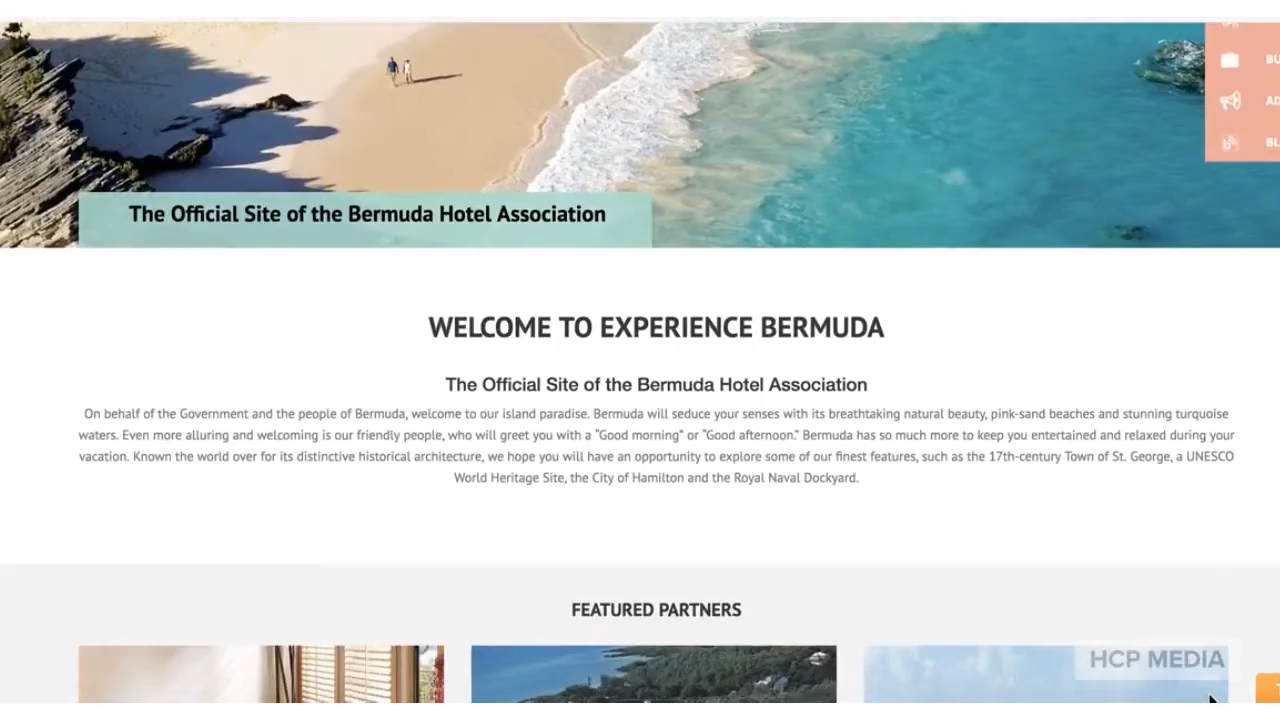 The Official Site of the Bermuda Hotel Association
WELCOME TO EXPERIENCE BERMUDA
The Official Site of the Bermuda Hotel Association
On behalf of the Government and the people of Bermuda, welcome to our island paradise. Bermuda will seduce your senses with its breathtaking natural beauty, pink-sand beaches and stunning turquoise
waters. Even more alluring and welcoming is our friendly people, who will greet you with a "Good morning" or "Good afternoon." Bermuda has so much more to keep you entertained and relaxed during your
vacation. Known the world over for its distinctive historical architecture, we hope you will have an opportunity to explore some of our finest features, such as the 17th-century Town of St. George, a UNESCO
World Heritage Site, the City of Hamilton and the Royal Naval Dockyard.
FEATURED PARTNERS
HCP MEDIA